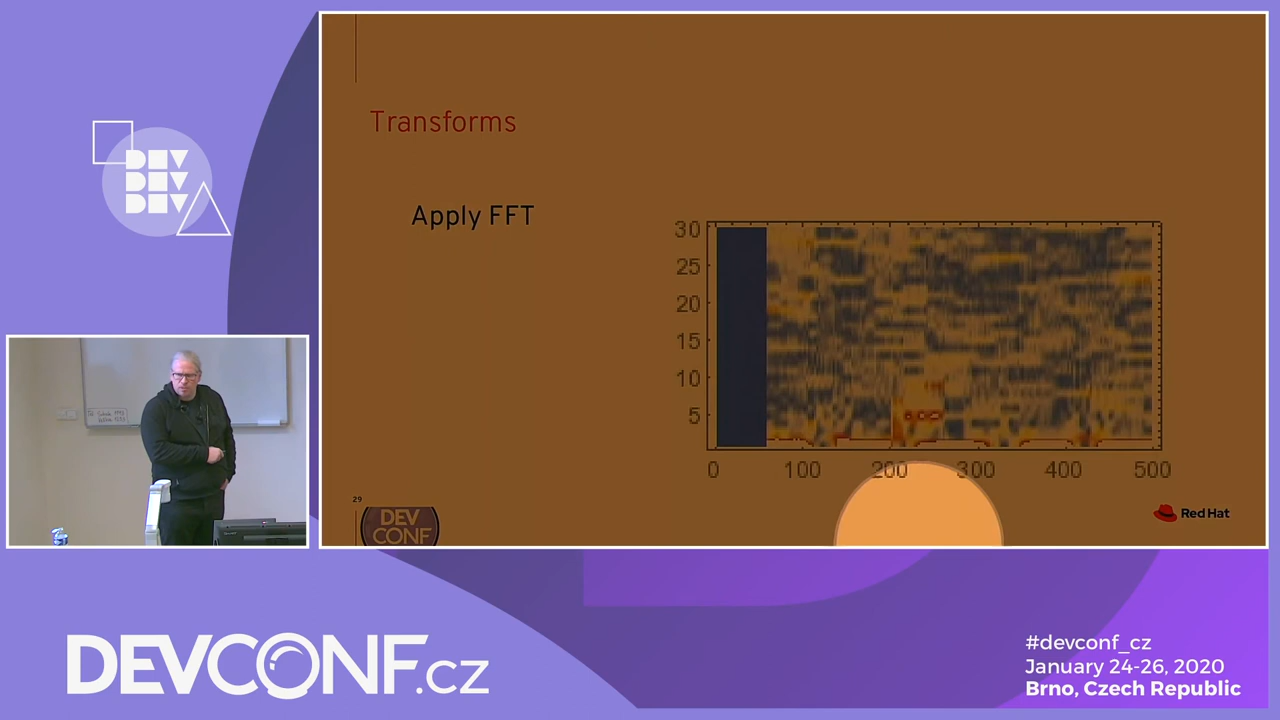 DEV
DEV
DEV
Transforms
Apply FFT
30
25
20
15
10
5
0 100 200 300 400 500
29
DEV
CONF
Red Hat
DEVCONF.cz
#devconf_cz
January 24-26, 2020
Brno, Czech Republic